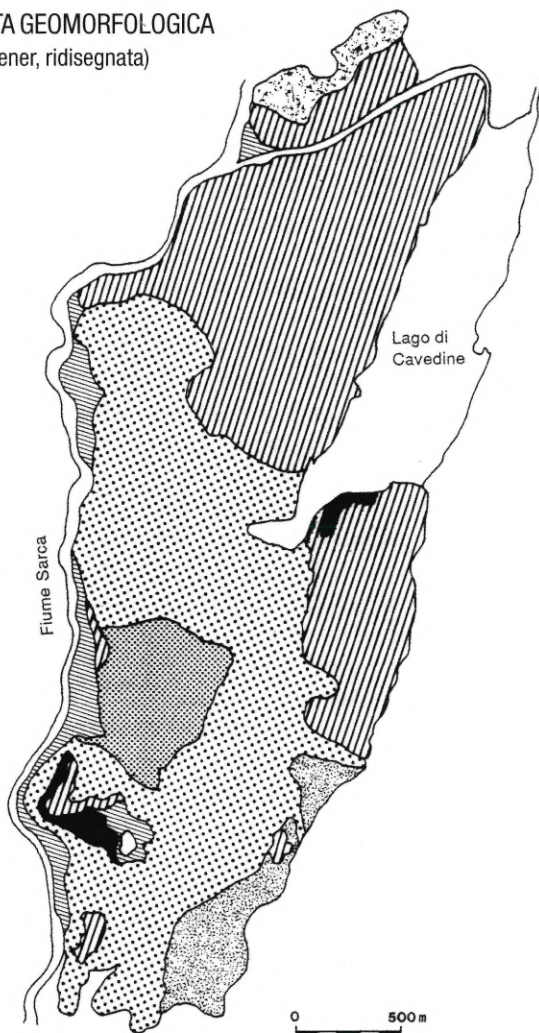 TA GEOMORFOLOGICA
ener, ridisegnata)
Lago di
Cavedine
Fiume Sarca
0 500 m